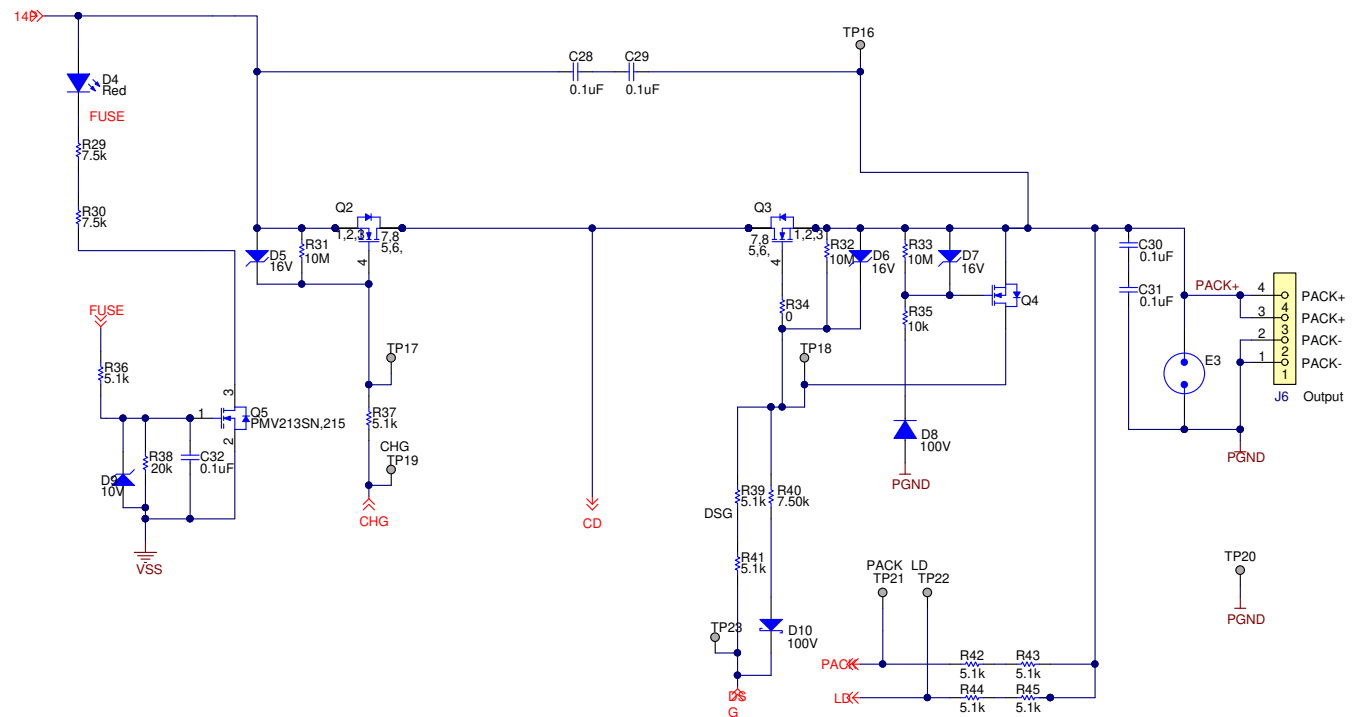 14P
TP16
C28
C29
0.1uF
0.1uF
D4
Red
FUSE
R29
7.5k
R30
7.5k
Q2
1,2,3
7,8
5,6,
4
D5
16V
R31
10M
Q3
7,8
5,6,
1,2,3
4
R32
10M
D6
16V
R33
10M
D7
16V
Q4
R34
0
R35
10k
C30
0.1uF
C31
0.1uF
PACK+
4
3
2
1
4
3
2
1
PACK+
PACK+
PACK-
PACK-
J6
Output
E3
PGND
FUSE
R36
5.1k
3
1
2
Q5
PMV213SN,215
R38
20k
C32
0.1uF
D9
10V
VSS
TP17
R37
5.1k
CHG
TP19
CHG
CD
TP18
D8
100V
PGND
R39
5.1k
R40
7.50k
DSG
R41
5.1k
TP23
D10
100V
DS
G
PACK
LD
TP21
TP22
PACK
LD
R42
5.1k
R43
5.1k
R44
5.1k
R45
5.1k
TP20
PGND